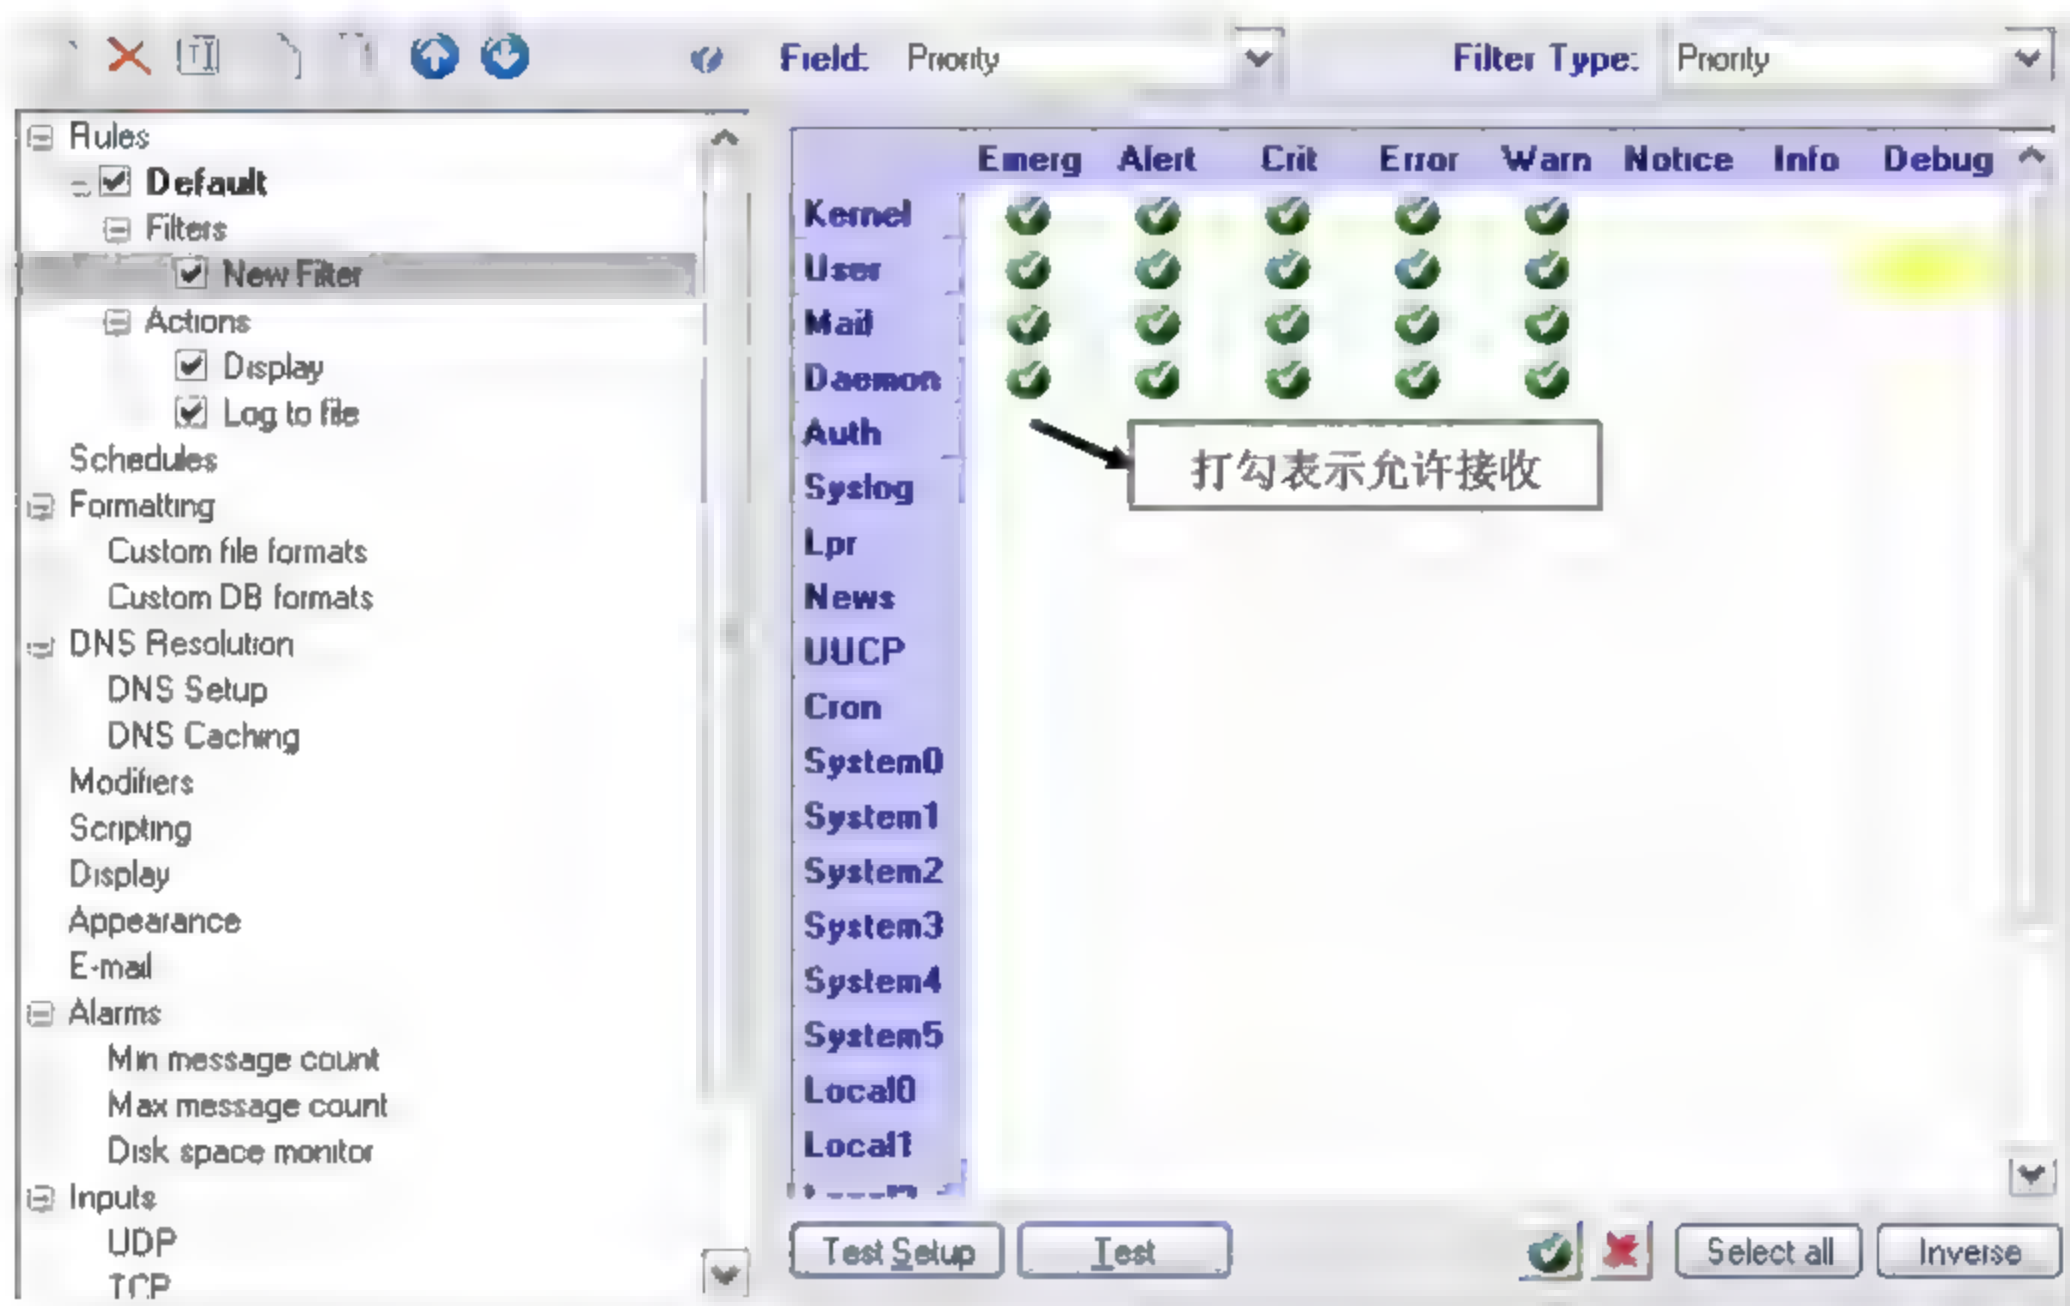 Field: Priority Filter Type: Priority
Rules
Default
Filters
New Filter
Actions
Display
Log to file
Schedules
Formatting
Custom file formats
Custom DB formats
DNS Resolution
DNS Setup
DNS Caching
Modifiers
Scripting
Display
Appearance
E-mail
Alarms
Min message count
Max message count
Disk space monitor
Inputs
UDP
TCP
Emerg Alert Crit Error Warn Notice Info Debug
Kernel
User
Mail
Daemon
Auth
打勾表示允许接收
Syslog
Lpr
News
UUCP
Cron
System0
System1
System2
System3
System4
System5
Local0
Local1
Test Setup Test Select all Inverse